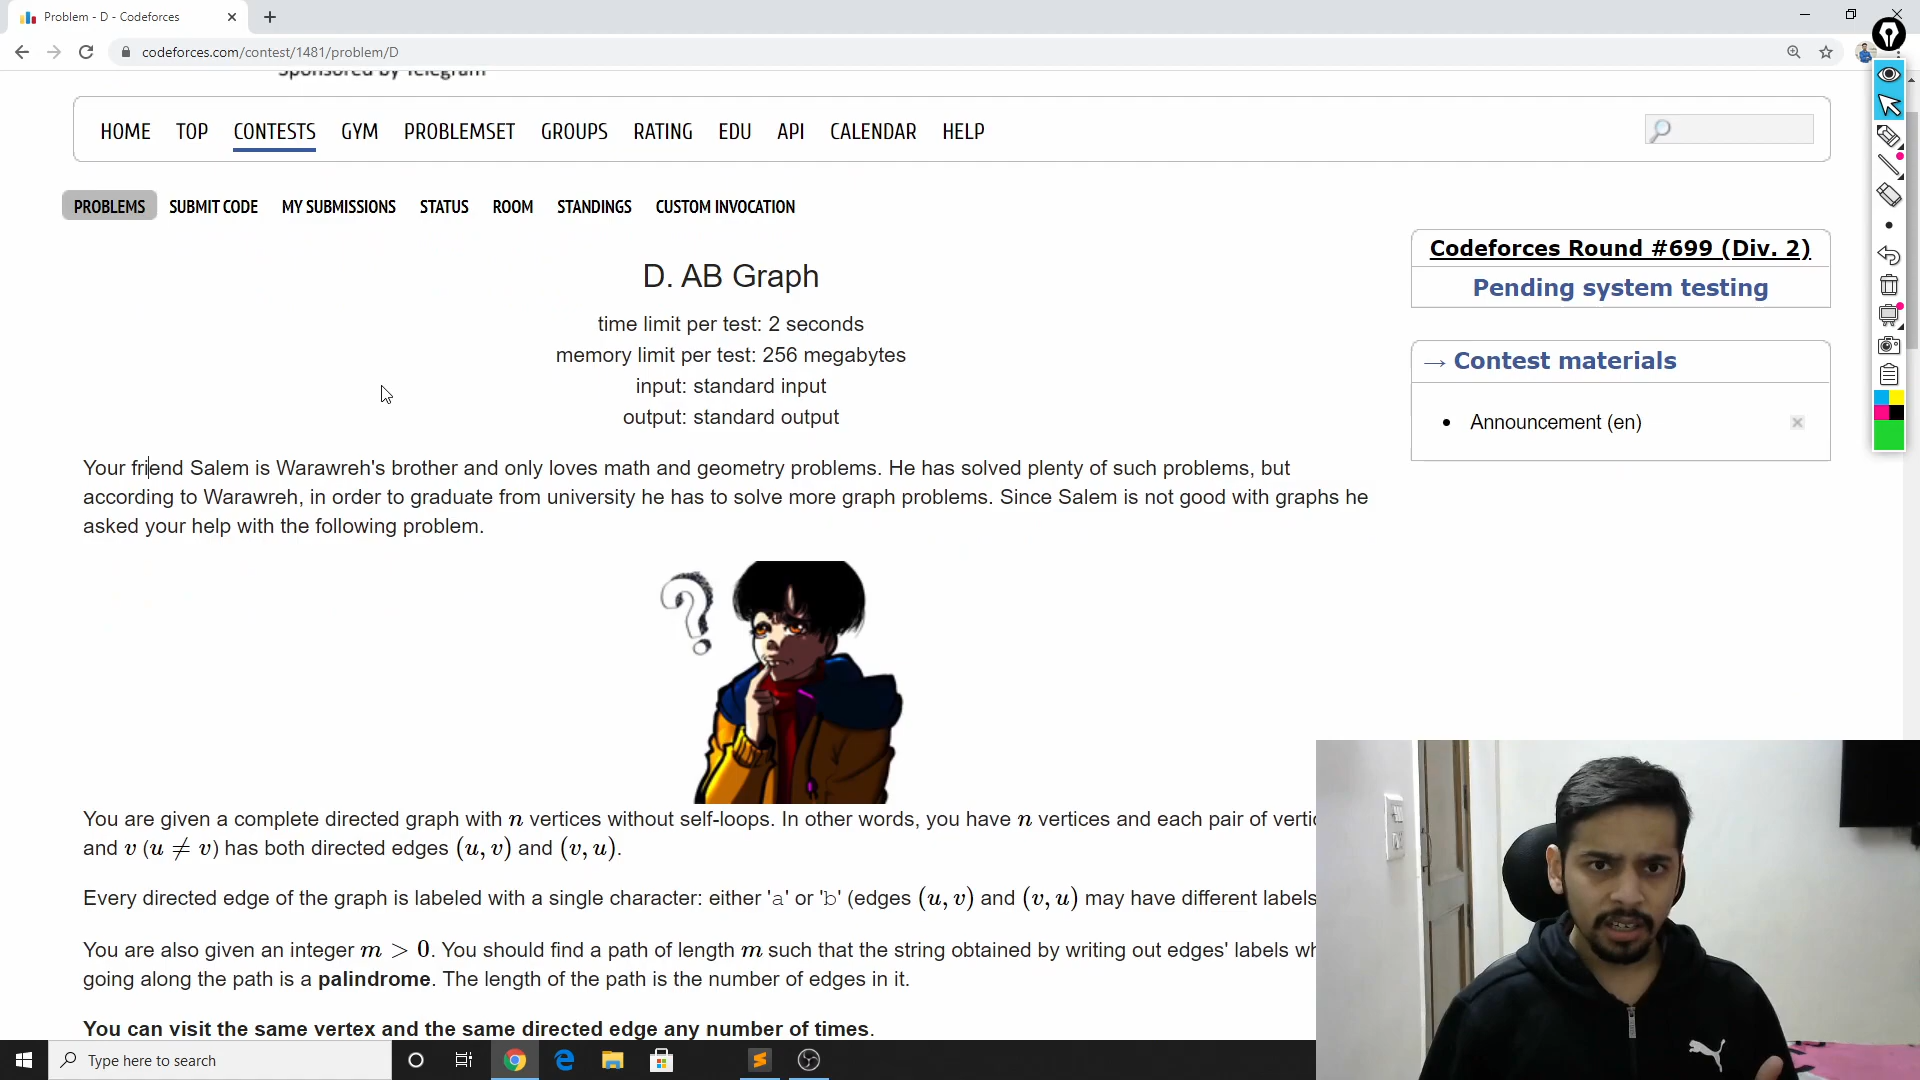 Problem - D - Codeforces
codeforces.com/contest/1481/problem/D
Sponsored by Telegram
HOME TOP CONTESTS GYM PROBLEMSET GROUPS RATING EDU API CALENDAR HELP
PROBLEMS SUBMIT CODE MY SUBMISSIONS STATUS ROOM STANDINGS CUSTOM INVOCATION
D. AB Graph
time limit per test: 2 seconds
memory limit per test: 256 megabytes
input: standard input
output: standard output
Codeforces Round #699 (Div. 2)
Pending system testing
→ Contest materials
Announcement (en)
Your friend Salem is Warawreh's brother and only loves math and geometry problems. He has solved plenty of such problems, but
according to Warawreh, in order to graduate from university he has to solve more graph problems. Since Salem is not good with graphs he
asked your help with the following problem.
?
You are given a complete directed graph with n vertices without self-loops. In other words, you have n vertices and each pair of
and v (u ≠ v) has both directed edges (u, v) and (v, u).
Every directed edge of the graph is labeled with a single character: either 'a' or 'b' (edges (u, v) and (v, u) may have different labels
You are also given an integer m > 0. You should find a path of length m such that the string obtained by writing out edges' labels
going along the path is a palindrome. The length of the path is the number of edges in it.
You can visit the same vertex and the same directed edge any number of times.
Type here to search